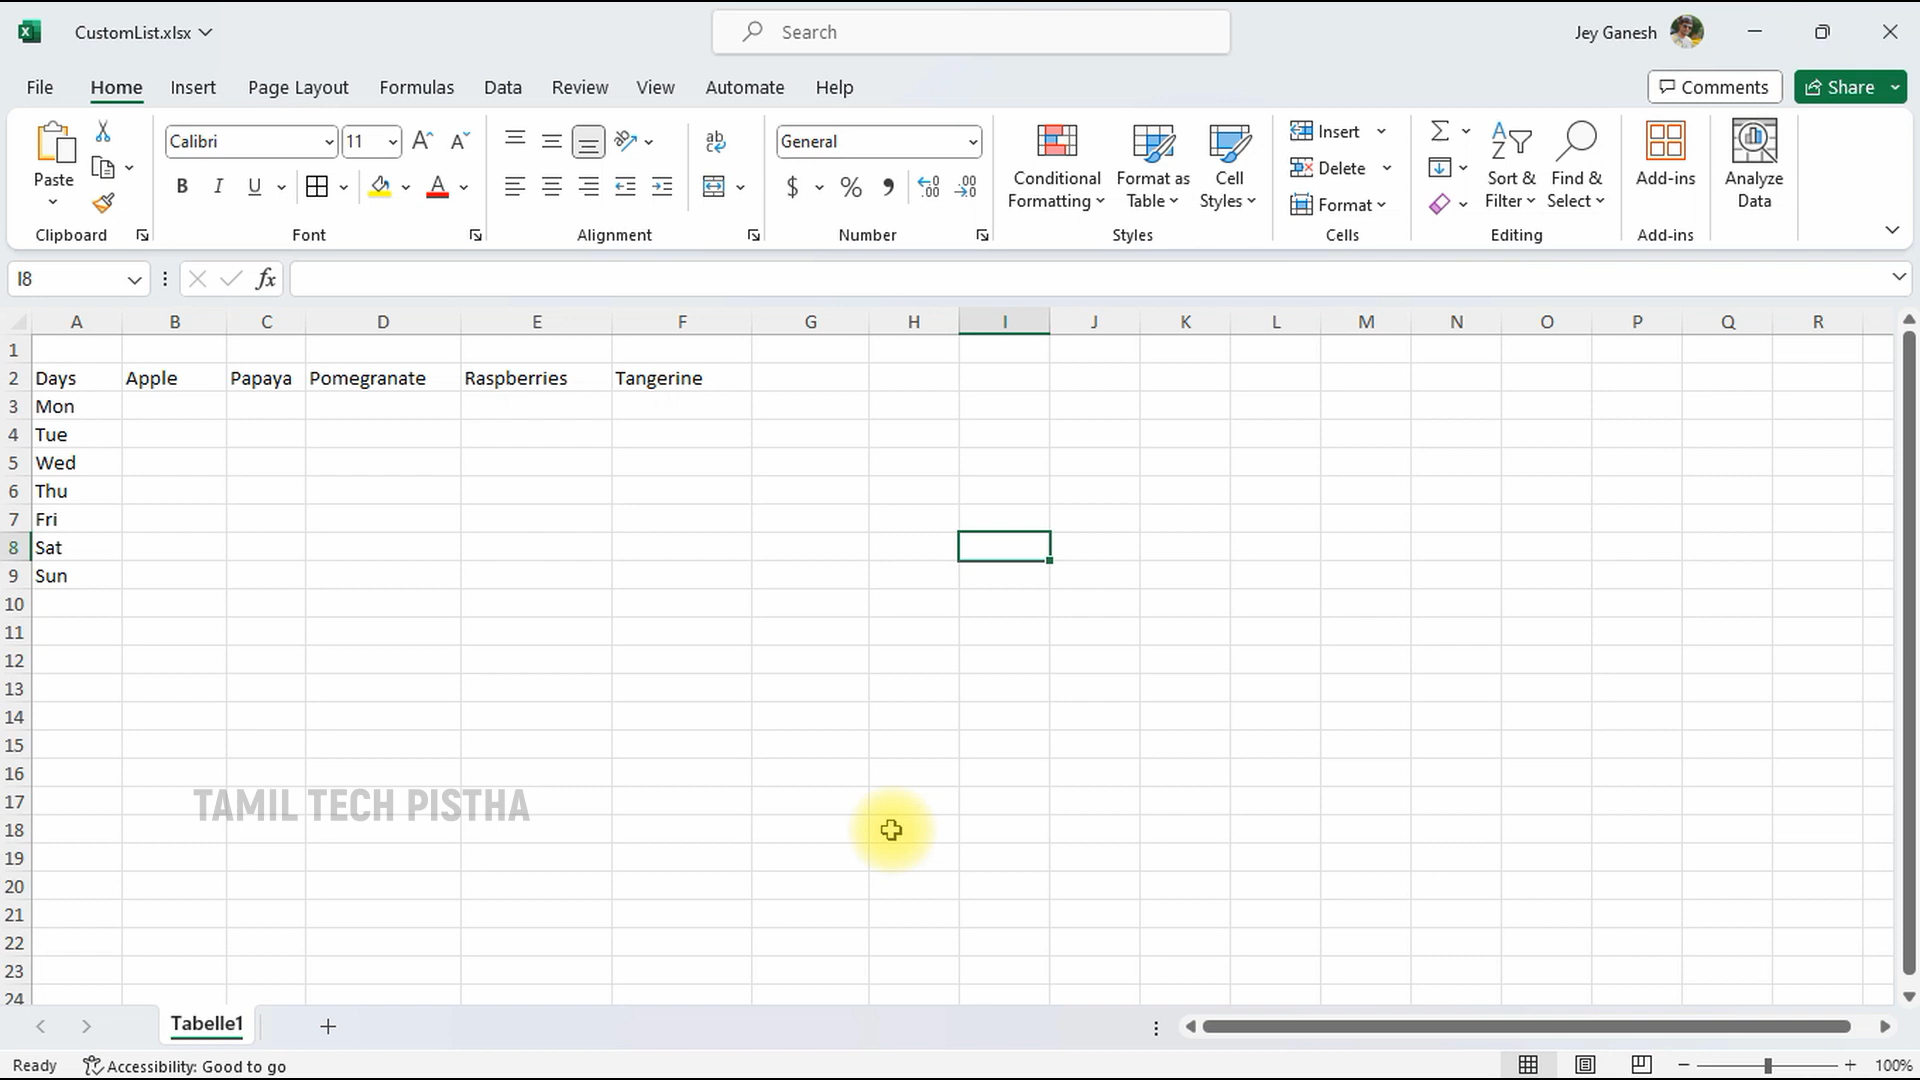 CustomList.xlsx
Search
Jey Ganesh
File Home Insert Page Layout Formulas Data Review View Automate Help
Comments Share
Calibri 11 ab General
Paste
B I U A $ %
Conditional Formatting
Format as Table
Cell Styles
Insert
Delete
Format
Sort & Filter
Find & Select
Add-ins
Analyze Data
Clipboard Font Alignment Number Styles Cells Editing Add-ins
I8 fx
A B C D E F G H I J K L M N O P Q R
1
2 Days Apple Papaya Pomegranate Raspberries Tangerine
3 Mon
4 Tue
5 Wed
6 Thu
7 Fri
8 Sat
9 Sun
10
11
12
13
14
15
16
17
TAMIL TECH PISTHA
18
19
20
21
22
23
24
Tabelle1
Ready Accessibility: Good to go 100%